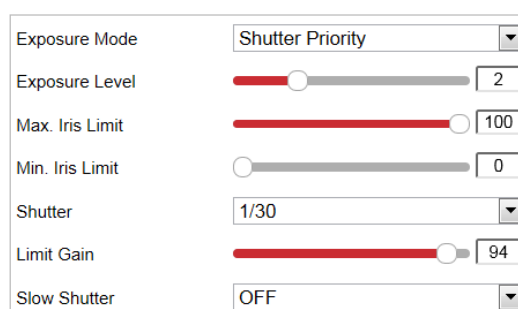 Exposure Mode Shutter Priority
Exposure Level 2
Max. Iris Limit 100
Min. Iris Limit 0
Shutter 1/30
Limit Gain 94
Slow Shutter OFF